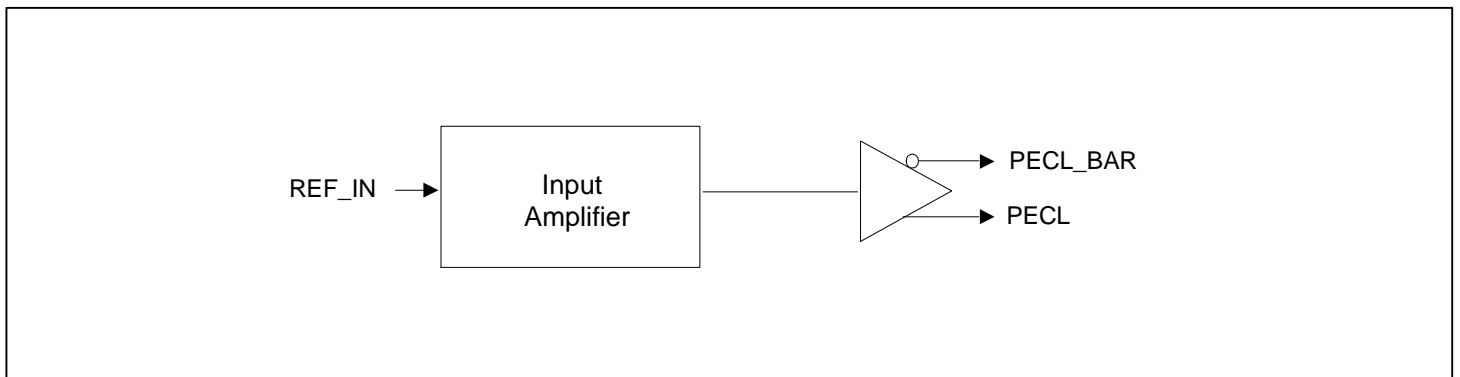 REF_IN
Input
Amplifier
PECL_BAR
PECL